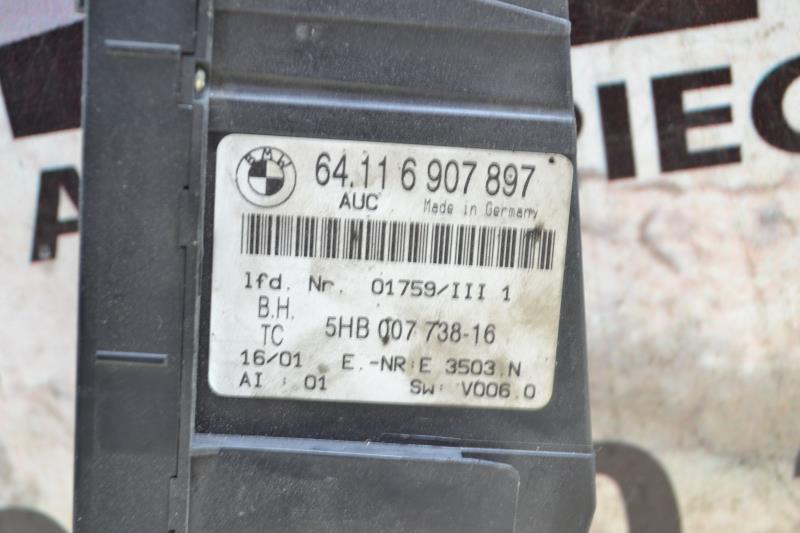 BMW
64.11 6 907 897
AUC Made in Germany
lfd. Nr. 01759/III 1
B.H.
TC 5HB 007 738-16
16/01 E.-NR:E 3503.N
AI : 01 SW: V006.0
PIEC